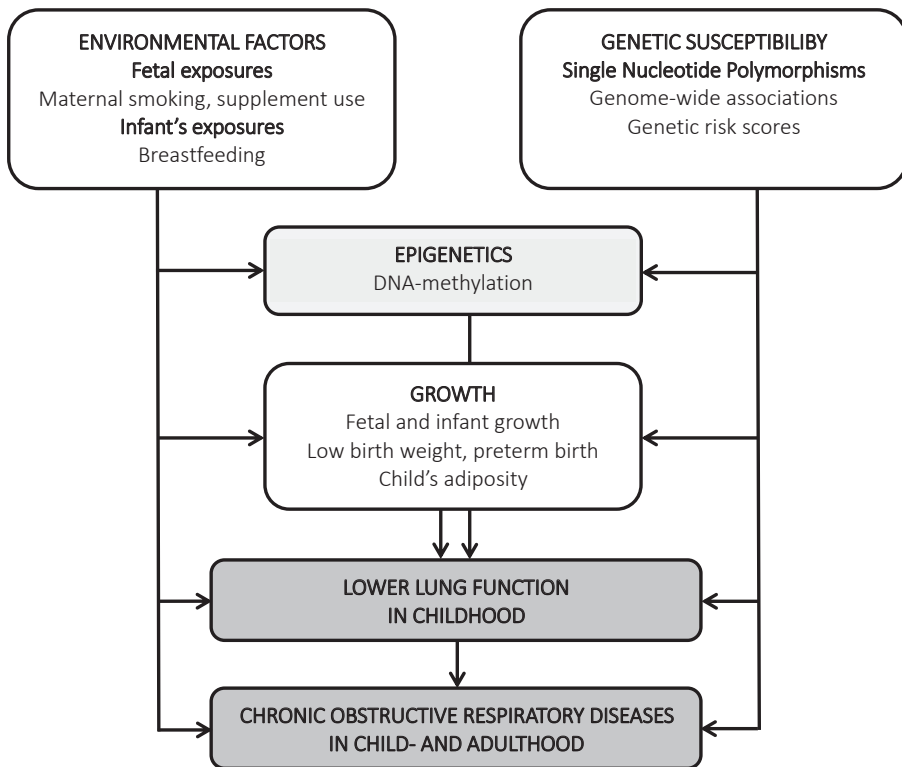 ENVIRONMENTAL FACTORS
Fetal exposures
Maternal smoking, supplement use
Infant's exposures
Breastfeeding
GENETIC SUSCEPTIBILIBY
Single Nucleotide Polymorphisms
Genome-wide associations
Genetic risk scores
EPIGENETICS
DNA-methylation
GROWTH
Fetal and infant growth
Low birth weight, preterm birth
Child's adiposity
LOWER LUNG FUNCTION
IN CHILDHOOD
CHRONIC OBSTRUCTIVE RESPIRATORY DISEASES
IN CHILD- AND ADULTHOOD